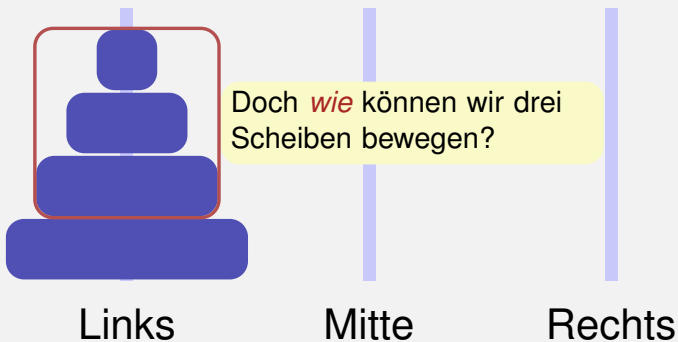 Doch wie können wir drei
Scheiben bewegen?
Links Mitte Rechts